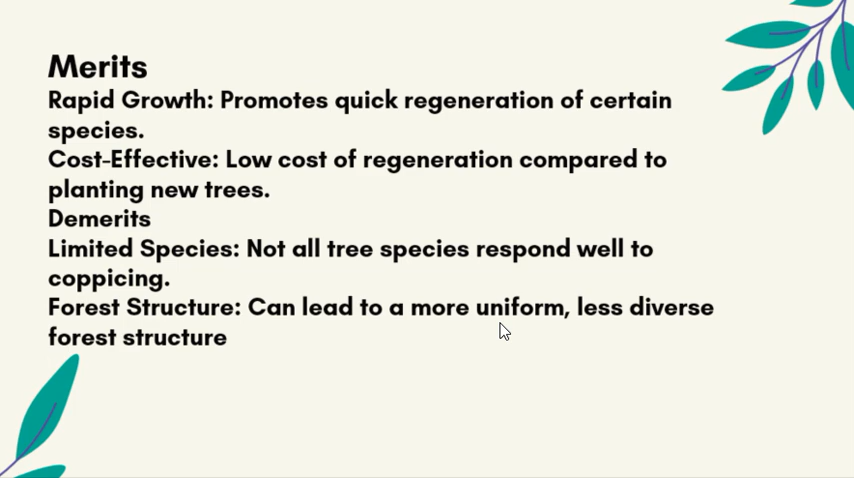 Merits
Rapid Growth: Promotes quick regeneration of certain
species.
Cost-Effective: Low cost of regeneration compared to
planting new trees.
Demerits
Limited Species: Not all tree species respond well to
coppicing.
Forest Structure: Can lead to a more uniform, less diverse
forest structure